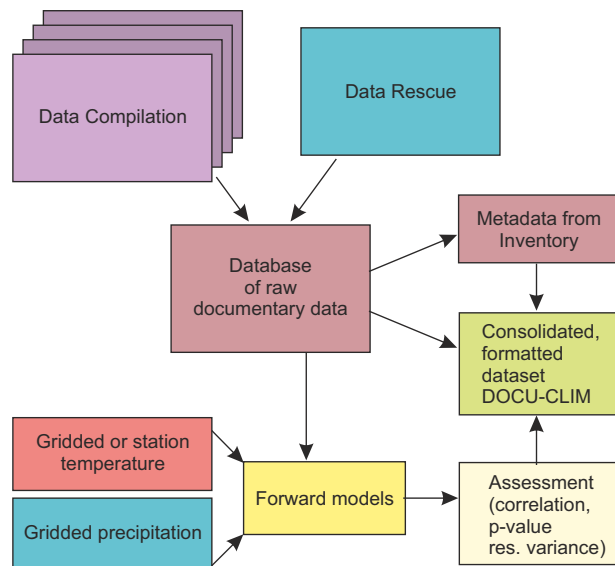 Data Compilation
Data Rescue
Database
of raw
documentary data
Metadata from
Inventory
Consolidated,
formatted
dataset
DOCU-CLIM
Gridded or station
temperature
Gridded precipitation
Forward models
Assessment
(correlation,
p-value
res. variance)